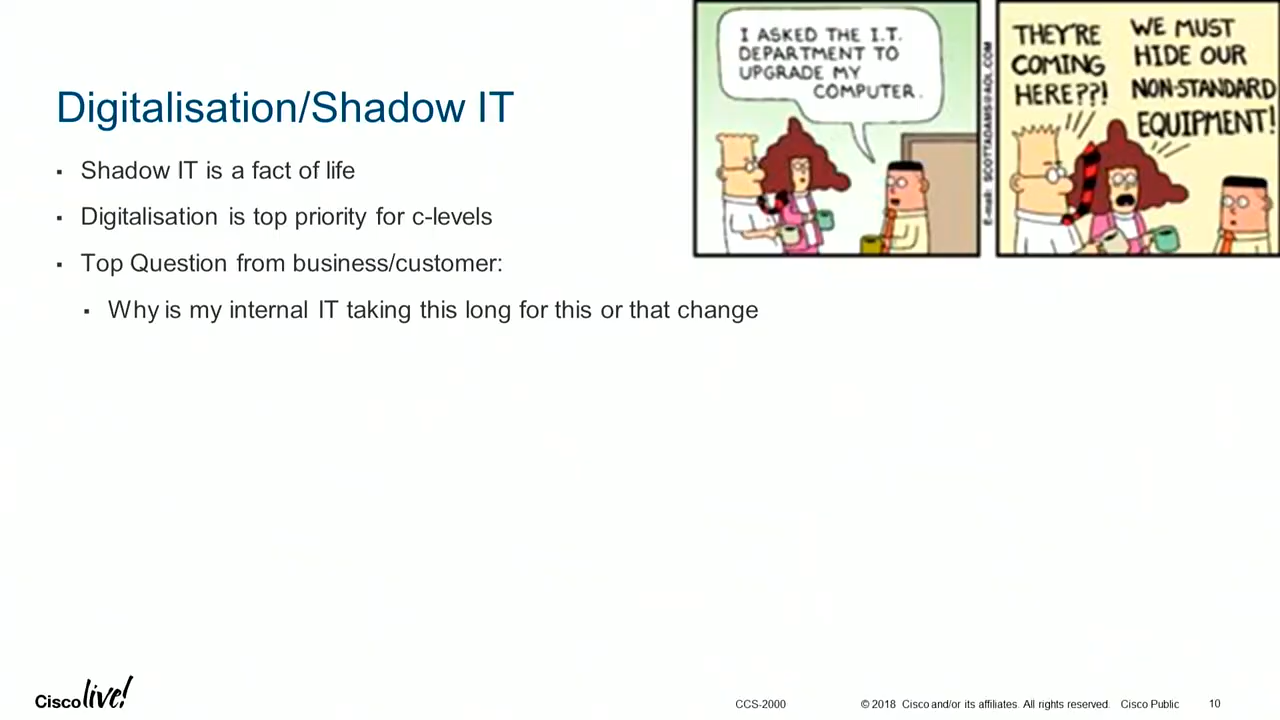 Digitalisation/Shadow IT
▪ Shadow IT is a fact of life
▪ Digitalisation is top priority for c-levels
▪ Top Question from business/customer:
▪ Why is my internal IT taking this long for this or that change
I ASKED THE I.T.
DEPARTMENT TO
UPGRADE MY
COMPUTER.
E-mail: SCOTTADAMS@AOL.COM
THEY'RE
COMING
HERE??!
WE MUST
HIDE OUR
NON-STANDARD
EQUIPMENT!
Cisco live!
CCS-2000
© 2018 Cisco and/or its affiliates. All rights reserved. Cisco Public
10